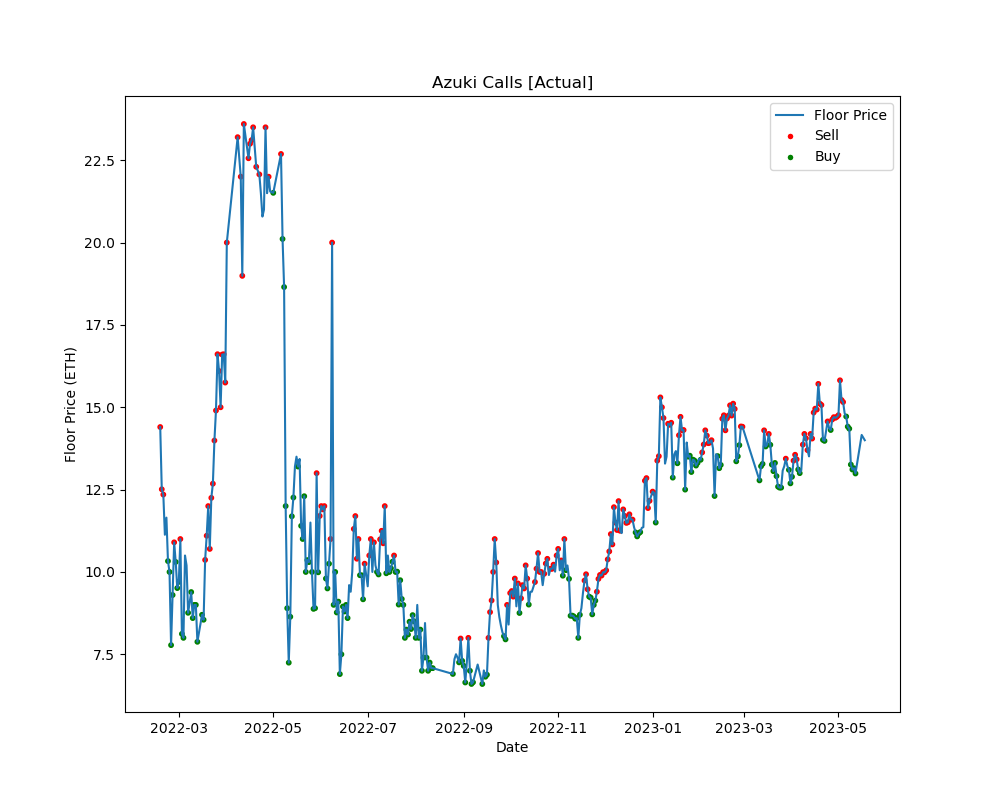 Azuki Calls [Actual]
Floor Price
Sell
Buy
Floor Price (ETH)
22.5
20.0
17.5
15.0
12.5
10.0
7.5
2022-03 2022-05 2022-07 2022-09 2022-11 2023-01 2023-03 2023-05
Date